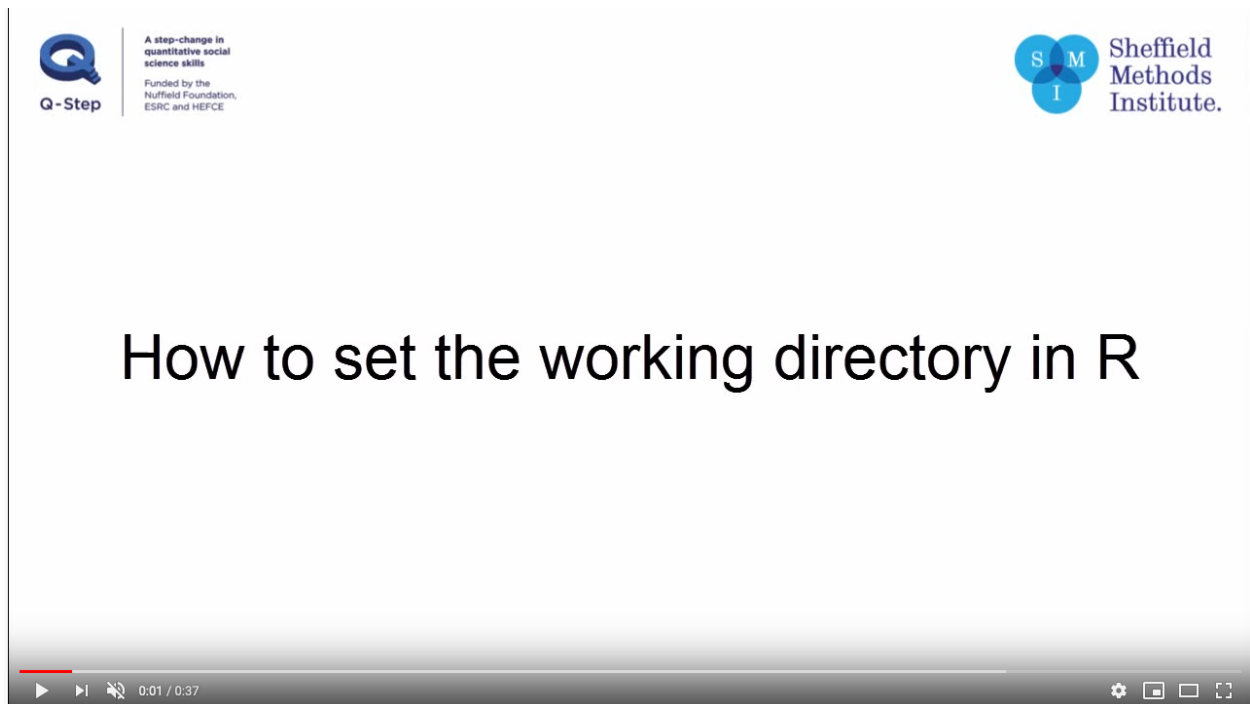 Q-Step
A step-change in
quantitative social
science skills
Funded by the
Nuffield Foundation,
ESRC and HEFCE
S M
I
Sheffield
Methods
Institute.
How to set the working directory in R
0:01 / 0:37